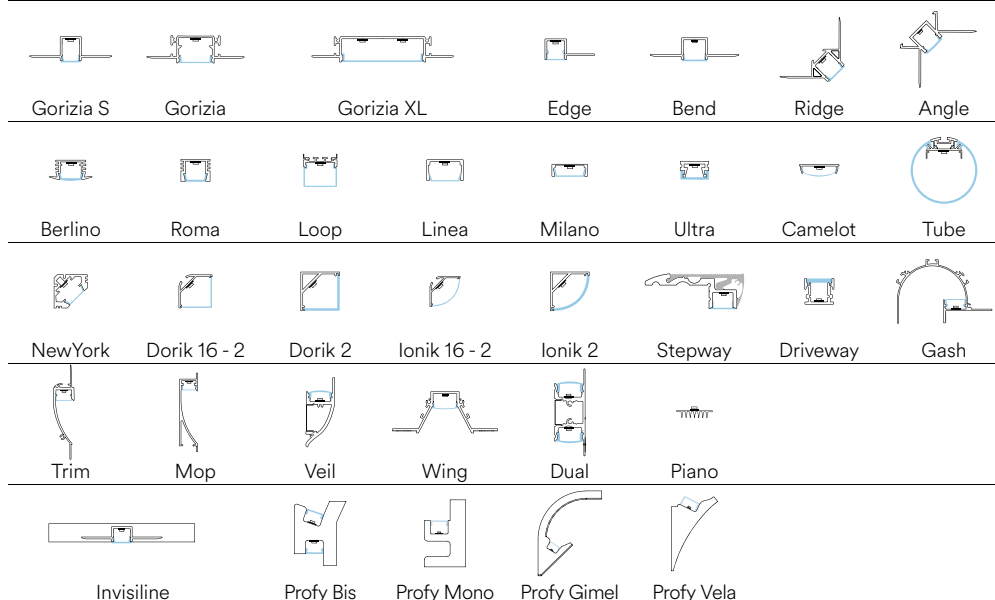 Gorizia S Gorizia Gorizia XL Edge Bend Ridge Angle
Berlino Roma Loop Linea Milano Ultra Camelot Tube
NewYork Dorik 16 - 2 Dorik 2 Ionik 16 - 2 Ionik 2 Stepway Driveway Gash
Trim Mop Veil Wing Dual Piano
Invisiline Profy Bis Profy Mono Profy Gimel Profy Vela